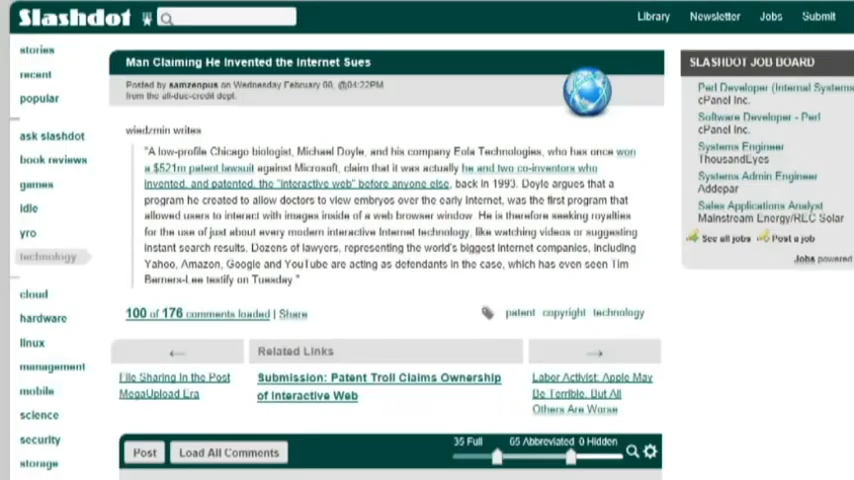 Slashdot
Library Newsletter Jobs Submit
stories
recent
popular
ask slashdot
book reviews
games
idle
yro
technology
cloud
hardware
linux
management
mobile
science
security
storage
Man Claiming He Invented the Internet Sues
Posted by samzenpus on Wednesday February 08, @04:22PM
from the all-due-credit dept.
wiedzmin writes
"A low-profile Chicago biologist, Michael Doyle, and his company Eola Technologies, who has once won
a $521m patent lawsuit against Microsoft, claim that it was actually he and two co-inventors who
invented, and patented, the "interactive web" before anyone else, back in 1993. Doyle argues that a
program he created to allow doctors to view embryos over the early Internet, was the first program that
allowed users to interact with images inside of a web browser window. He is therefore seeking royalties
for the use of just about every modern interactive Internet technology, like watching videos or suggesting
instant search results. Dozens of lawyers, representing the world's biggest internet companies, including
Yahoo, Amazon, Google and YouTube are acting as defendants in the case, which has even seen Tim
Berners-Lee testify on Tuesday."
100 of 176 comments loaded | Share
patent copyright technology
← Related Links →
File Sharing In the Post
MegaUpload Era
Submission: Patent Troll Claims Ownership
of Interactive Web
Labor Activist: Apple May
Be Terrible, But All
Others Are Worse
Post Load All Comments
35 Full 65 Abbreviated 0 Hidden
SLASHDOT JOB BOARD
Perl Developer (Internal Systems
cPanel Inc.
Software Developer - Perl
cPanel Inc.
Systems Engineer
ThousandEyes
Systems Admin Engineer
Addepar
Sales Applications Analyst
Mainstream Energy/REC Solar
See all jobs Post a job
Jobs powered